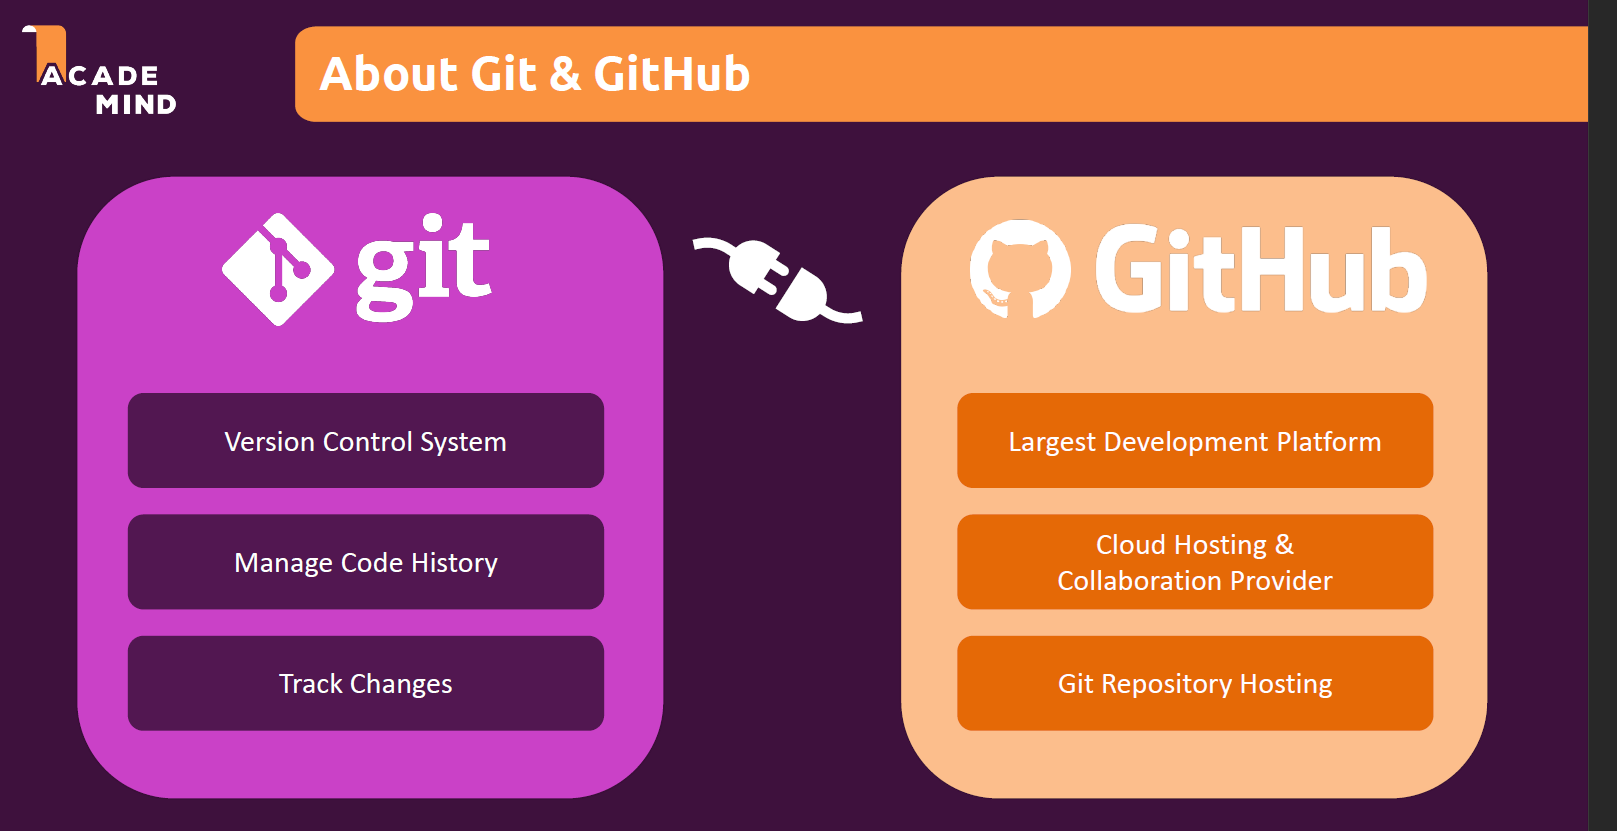 ACADE
MIND
About Git & GitHub
git
GitHub
Version Control System
Manage Code History
Track Changes
Largest Development Platform
Cloud Hosting &
Collaboration Provider
Git Repository Hosting